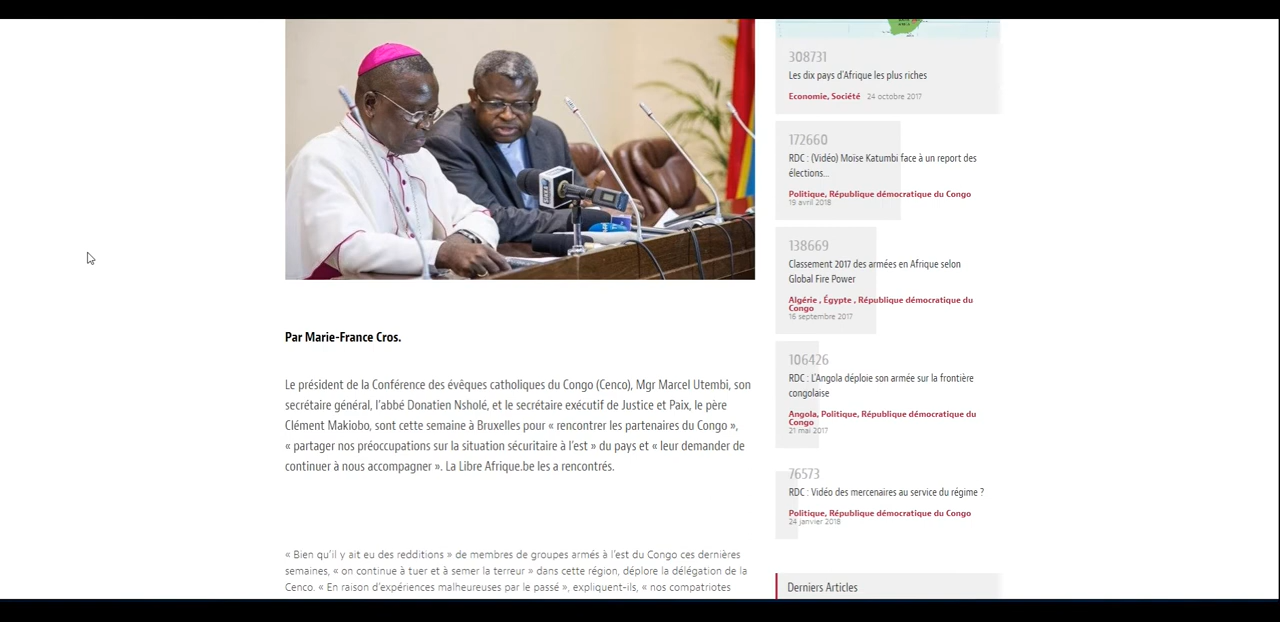 Par Marie-France Cros.
Le président de la Conférence des évêques catholiques du Congo (Cenco), Mgr Marcel Utembi, son
secrétaire général, l'abbé Donatien Nsholé, et le secrétaire exécutif de Justice et Paix, le père
Clément Makiobo, sont cette semaine à Bruxelles pour « rencontrer les partenaires du Congo »,
« partager nos préoccupations sur la situation sécuritaire à l'est » du pays et « leur demander de
continuer à nous accompagner ». La Libre Afrique.be les a rencontrés.
« Bien qu'il y ait eu des redditions » de membres de groupes armés à l'est du Congo ces dernières
semaines, « on continue à tuer et à semer la terreur » dans cette région, déplore la délégation de la
Cenco. « En raison d'expériences malheureuses par le passé », expliquent-ils, « nos compatriotes
308731
Les dix pays d'Afrique les plus riches
Economie, Société 24 octobre 2017
172660
RDC : (Vidéo) Moïse Katumbi face à un report des
élections...
Politique, République démocratique du Congo
19 avril 2018
138669
Classement 2017 des armées en Afrique selon
Global Fire Power
Algérie , Égypte , République démocratique du
Congo
16 septembre 2017
106426
RDC : L'Angola déploie son armée sur la frontière
congolaise
Angola, Politique, République démocratique du
Congo
21 mai 2017
76573
RDC : Vidéo des mercenaires au service du régime ?
Politique, République démocratique du Congo
24 janvier 2018
Derniers Articles